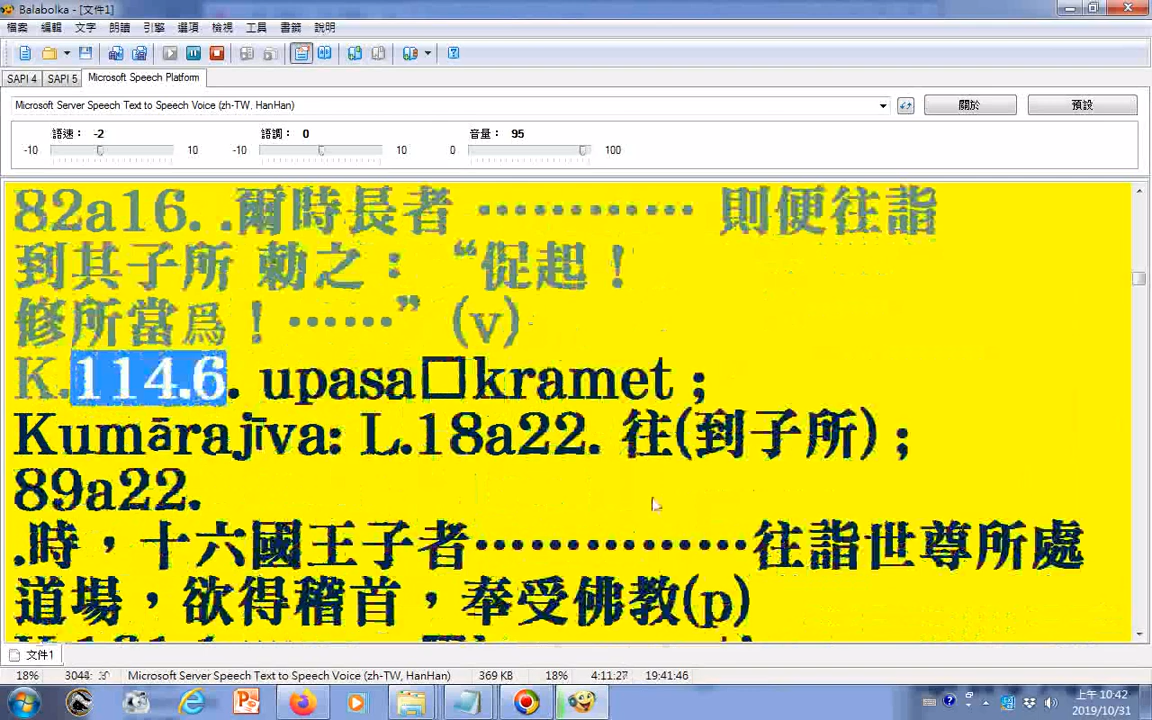 Balabolka - [文件1]
檔案 編輯 文字 朗讀 引擎 選項 檢視 工具 書籤 說明
SAPI 4 SAPI 5 Microsoft Speech Platform
Microsoft Server Speech Text to Speech Voice (zh-TW, HanHan)
關於 預設
語速： -2 語調： 0 音量： 95
-10 10 -10 10 0 100
82a16. .爾時長者 ………… 則便往詣
到其子所 勅之： “促起！
修所當爲！……” (v)
K.114.6. upasa□kramet ;
Kumārajīva: L.18a22. 往(到子所) ;
89a22.
.時，十六國王子者……………往詣世尊所處
道場，欲得稽首，奉受佛教(p)
文件1
18% Microsoft Server Speech Text to Speech Voice (zh-TW, HanHan) 369 KB 18% 4:11:27 19:41:46
上午 10:42
2019/10/31